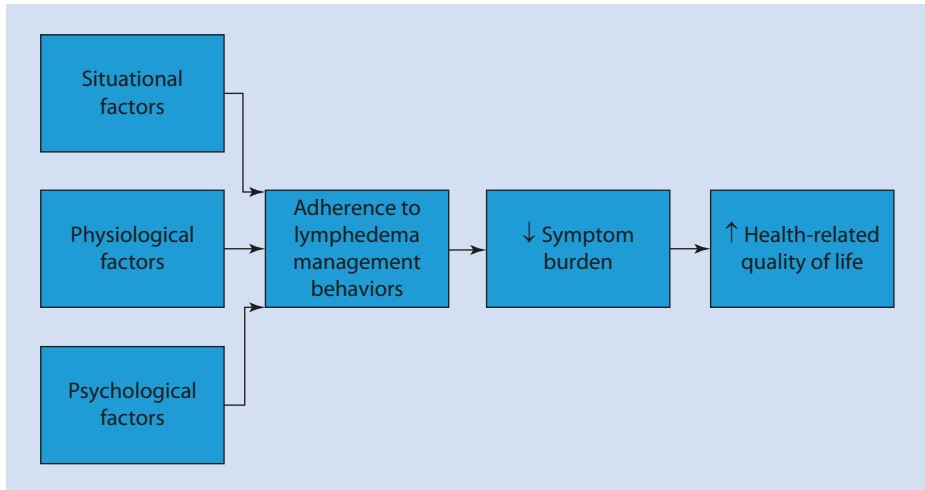 Situational
factors
Physiological
factors
Psychological
factors
Adherence to
lymphedema
management
behaviors
↓ Symptom
burden
↑ Health-related
quality of life